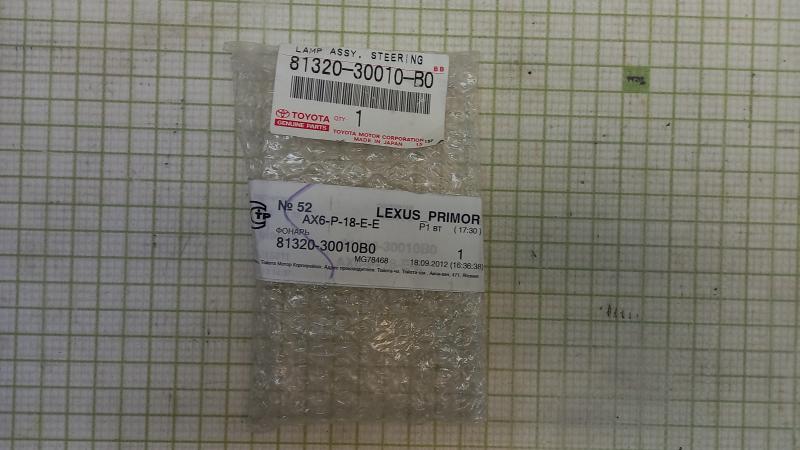 LAMP ASSY, STEERING
81320-30010-B0
BB
TOYOTA
GENUINE PARTS
QTY 1
TOYOTA MOTOR CORPORATION
MADE IN JAPAN
№ 52
LEXUS_PRIMOR
AX6-P-18-E-E
P1 вт (17:30)
ФОНАРЬ
81320-30010B0
1
MG78468
18.09.2012 (16:36:38)